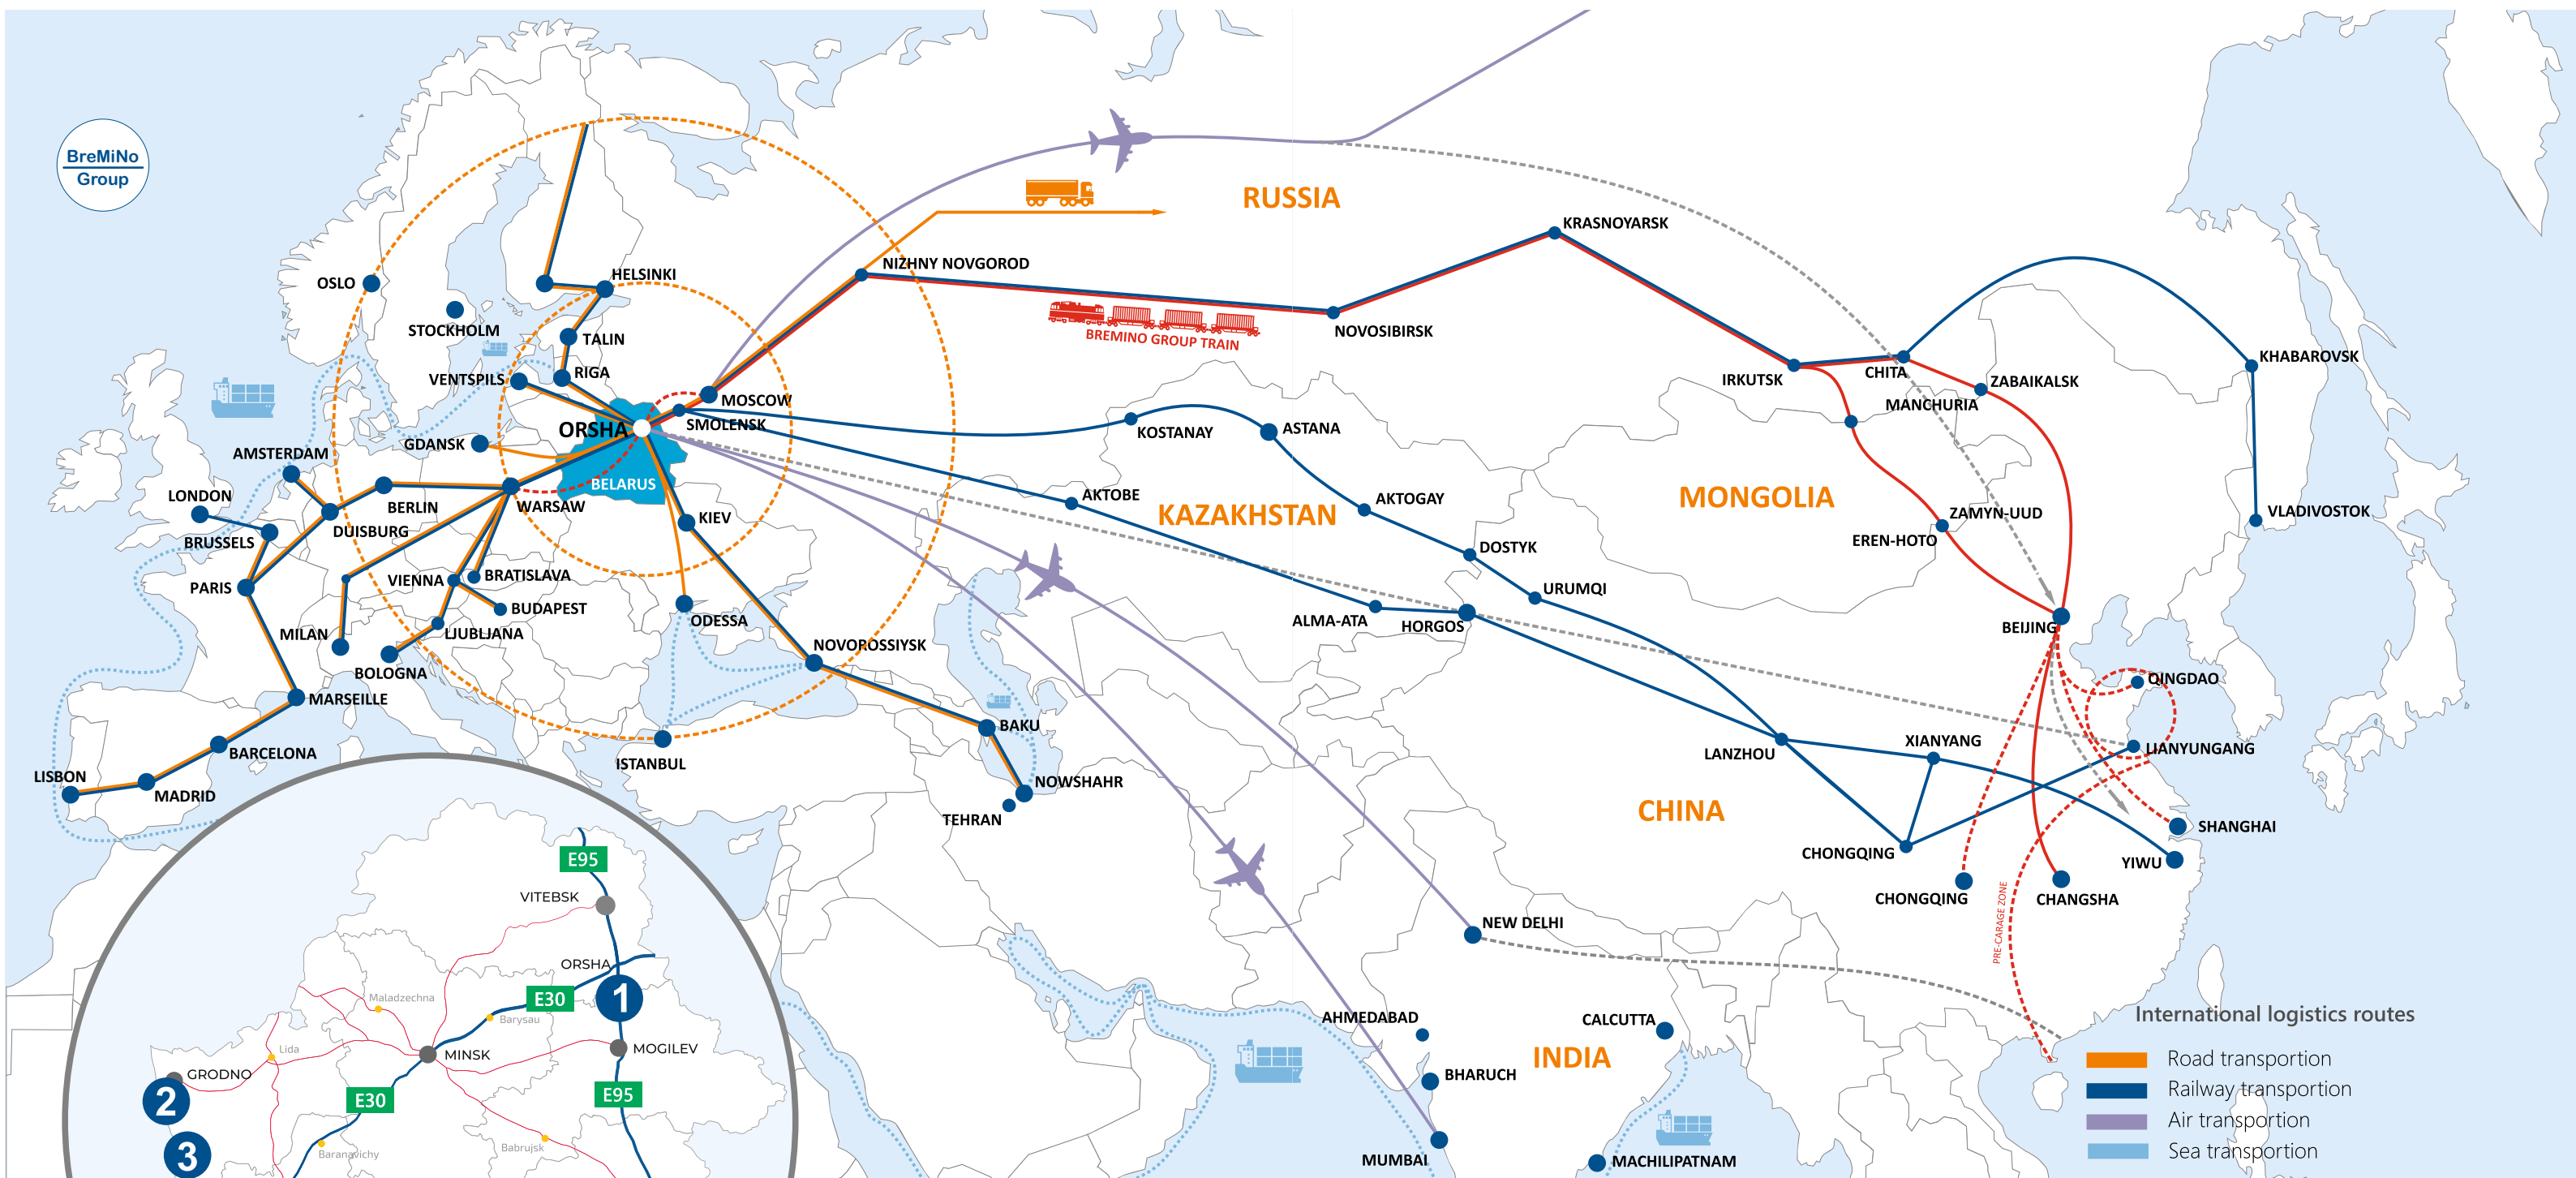 BreMiNo
Group
RUSSIA
KRASNOYARSK
NIZHNY NOVGOROD
OSLO
HELSINKI
STOCKHOLM
NOVOSIBIRSK
BREMINO GROUP TRAIN
TALIN
KHABAROVSK
VENTSPILS
RIGA
IRKUTSK
CHITA
ZABAIKALSK
MANCHURIA
MOSCOW
SMOLENSK
ORSHA
KOSTANAY
ASTANA
GDANSK
AMSTERDAM
BELARUS
LONDON
BERLIN
WARSAW
AKTOBE
AKTOGAY
KAZAKHSTAN
MONGOLIA
ZAMYN-UUD
VLADIVOSTOK
KIEV
DUISBURG
BRUSSELS
EREN-HOTO
DOSTYK
PARIS
VIENNA
BRATISLAVA
URUMQI
BUDAPEST
ODESSA
ALMA-ATA
HORGOS
BEIJING
MILAN
LJUBLJANA
NOVOROSSIYSK
BOLOGNA
QINGDAO
MARSEILLE
BAKU
XIANYANG
LIANYUNGANG
BARCELONA
LANZHOU
ISTANBUL
LISBON
MADRID
NOWSHAHR
TEHRAN
CHINA
SHANGHAI
CHONGQING
YIWU
CHONGQING
CHANGSHA
PRE-CARAGE ZONE
NEW DELHI
E95
VITEBSK
ORSHA
E30
1
Maladzechna
Barysau
AHMEDABAD
CALCUTTA
INDIA
Lida
MINSK
MOGILEV
GRODNO
2
E30
E95
BHARUCH
3
Baranavichy
Babrujsk
MUMBAI
MACHILIPATNAM
International logistics routes
Road transportion
Railway transportion
Air transportion
Sea transportion